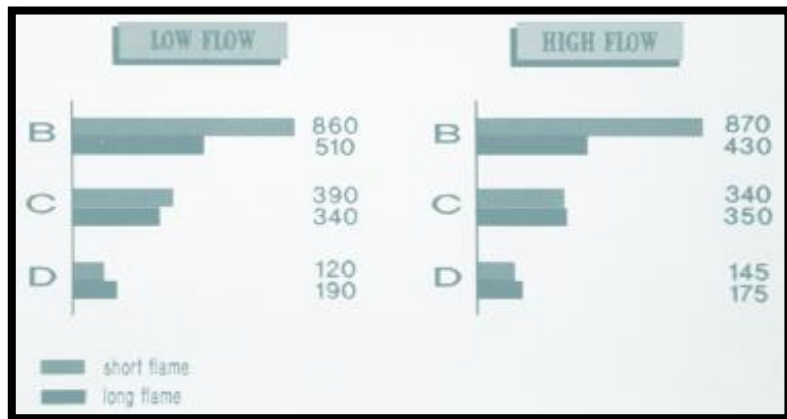 LOW FLOW
B
860
510
C
390
340
D
120
190
HIGH FLOW
B
870
430
C
340
350
D
145
175
short flame
long flame